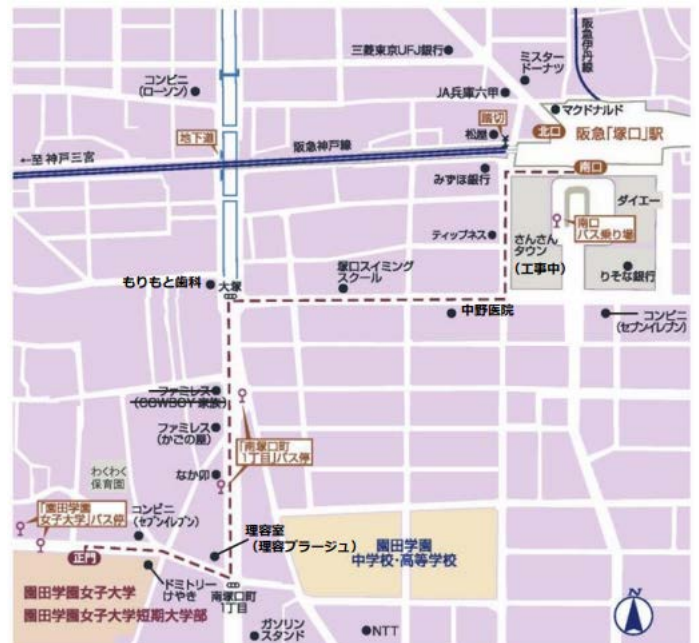 阪急伊丹線
三菱東京UFJ銀行
ミスター
ドーナツ
コンビニ
(ローソン)
JA兵庫六甲
マクドナルド
踏切
北口
阪急「塚口」駅
松屋
地下道
阪急神戸線
←至 神戸三宮
南口
みずほ銀行
ダイエー
南口
バス乗り場
ティップネス
さんさん
タウン
(工事中)
りそな銀行
塚口スイミング
スクール
もりもと歯科
大塚
中野医院
コンビニ
(セブンイレブン)
ファミレス
(COWBOY 家族)
ファミレス
(かごの屋)
「南塚口町
1丁目」バス停
なか卯
わくわく
保育園
「園田学園
女子大学」バス停
コンビニ
(セブンイレブン)
理容室
(理容プラージュ)
園田学園
中学校・高等学校
正門
ドミトリー
けやき
南塚口町
1丁目
園田学園女子大学
園田学園女子大学短期大学部
ガソリン
スタンド
NTT
N